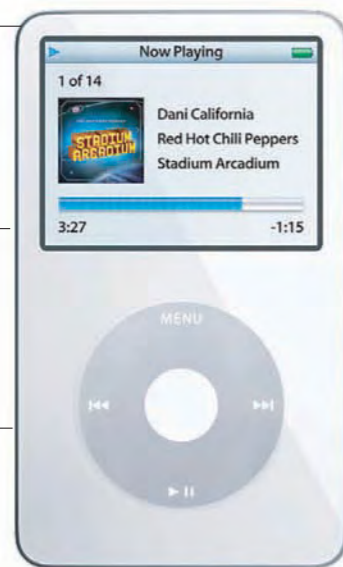 Now Playing
1 of 14
STADIUM
ARCADIUM
Dani California
Red Hot Chili Peppers
Stadium Arcadium
3:27 -1:15
MENU